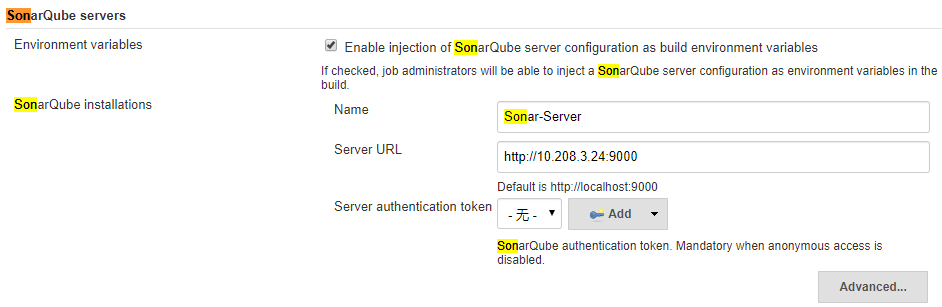 SonarQube servers
Environment variables
Enable injection of SonarQube server configuration as build environment variables
If checked, job administrators will be able to inject a SonarQube server configuration as environment variables in the
build.
SonarQube installations
Name
Sonar-Server
Server URL
http://10.208.3.24:9000
Default is http://localhost:9000
Server authentication token
- 无 -
Add
SonarQube authentication token. Mandatory when anonymous access is
disabled.
Advanced...